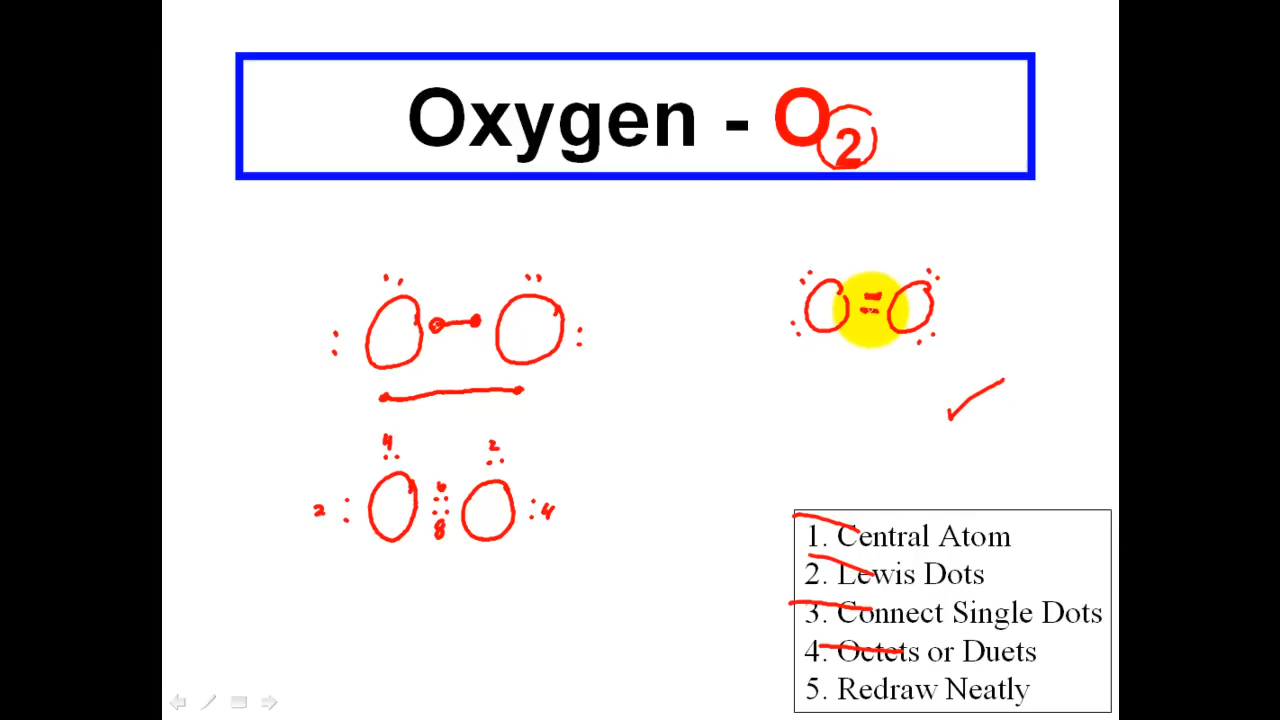 Oxygen - O2
O O
O = O
4 2
6
2 O O 4
8
1. Central Atom
2. Lewis Dots
3. Connect Single Dots
4. Octets or Duets
5. Redraw Neatly